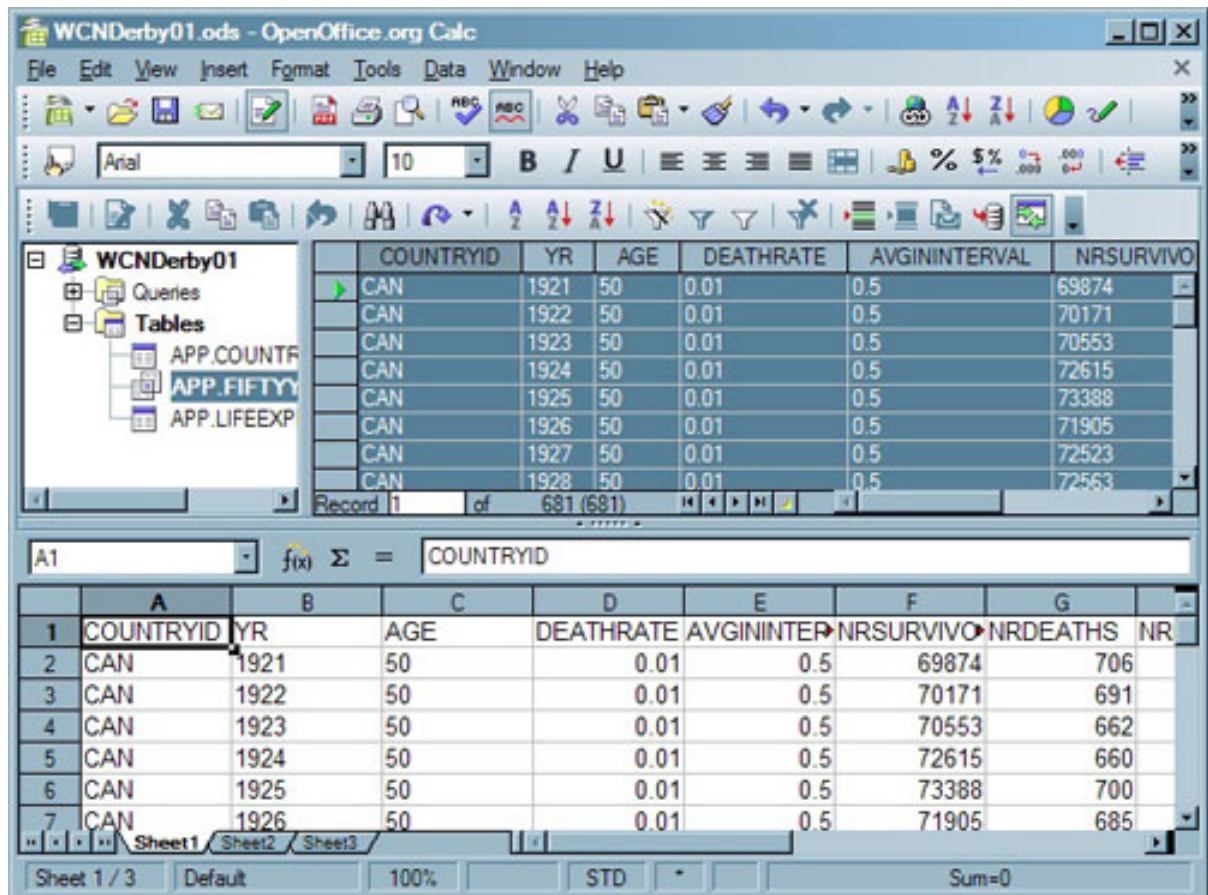 WCNDerby01.ods - OpenOffice.org Calc
File Edit View Insert Format Tools Data Window Help
ABC ABC
Arial 10 B I U
WCNDerby01
Queries
Tables
APP.COUNTR
APP.FIFTYY
APP.LIFEEXP
COUNTRYID YR AGE DEATHRATE AVGININTERVAL NRSURVIVO
CAN 1921 50 0.01 0.5 69874
CAN 1922 50 0.01 0.5 70171
CAN 1923 50 0.01 0.5 70553
CAN 1924 50 0.01 0.5 72615
CAN 1925 50 0.01 0.5 73388
CAN 1926 50 0.01 0.5 71905
CAN 1927 50 0.01 0.5 72523
CAN 1928 50 0.01 0.5 72563
Record 1 of 681 (681)
A1 f(x) Σ = COUNTRYID
A B C D E F G
1 COUNTRYID YR AGE DEATHRATE AVGININTER NRSURVIVO NRDEATHS NR
2 CAN 1921 50 0.01 0.5 69874 706
3 CAN 1922 50 0.01 0.5 70171 691
4 CAN 1923 50 0.01 0.5 70553 662
5 CAN 1924 50 0.01 0.5 72615 660
6 CAN 1925 50 0.01 0.5 73388 700
7 CAN 1926 50 0.01 0.5 71905 685
Sheet1 Sheet2 Sheet3
Sheet 1 / 3 Default 100% STD * Sum=0